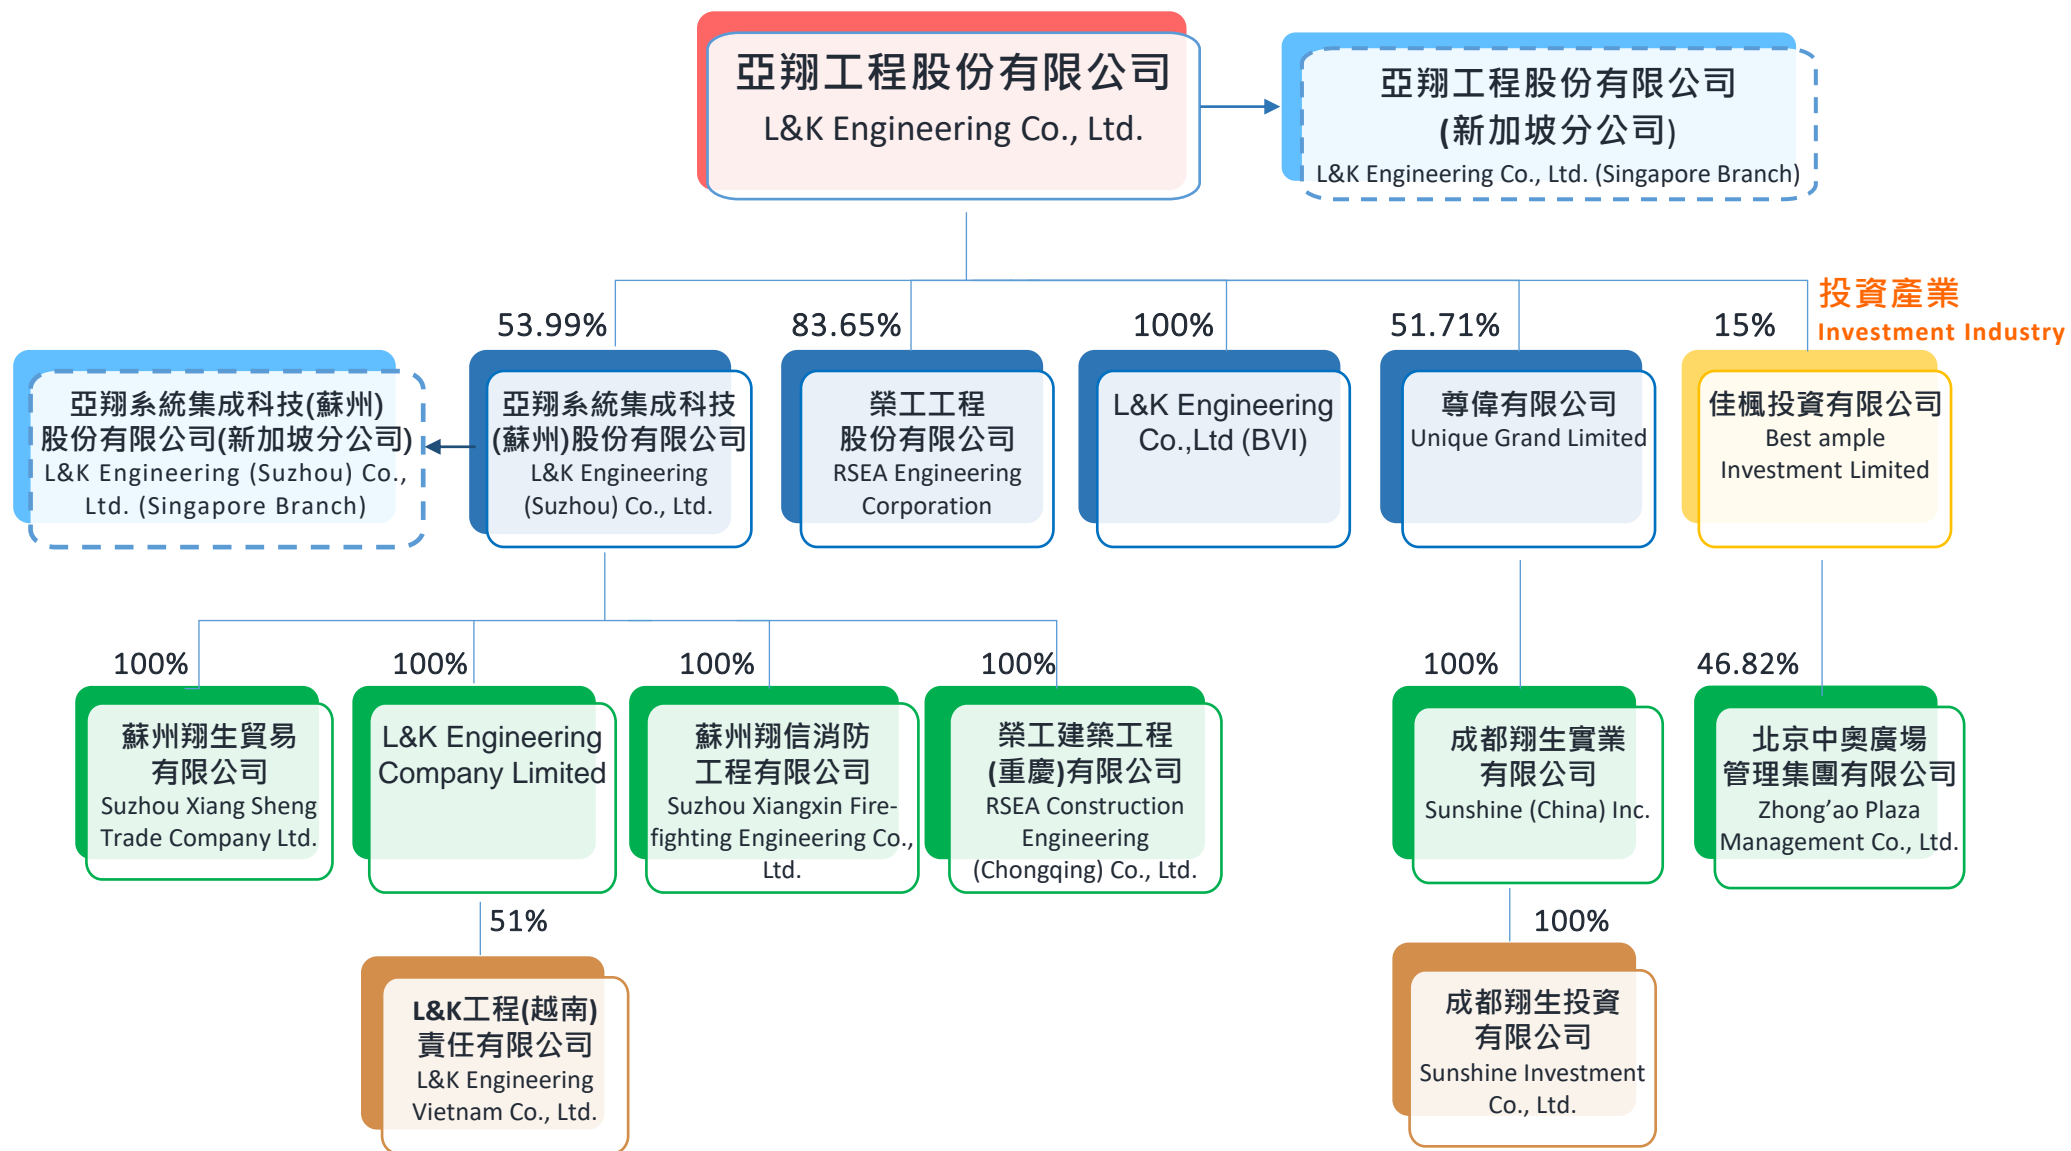 亞翔工程股份有限公司
L&K Engineering Co., Ltd.
亞翔工程股份有限公司
(新加坡分公司)
L&K Engineering Co., Ltd. (Singapore Branch)
投資產業
Investment Industry
53.99%
83.65%
100%
51.71%
15%
亞翔系統集成科技(蘇州)
股份有限公司(新加坡分公司)
L&K Engineering (Suzhou) Co.,
Ltd. (Singapore Branch)
亞翔系統集成科技
(蘇州)股份有限公司
L&K Engineering
(Suzhou) Co., Ltd.
榮工工程
股份有限公司
RSEA Engineering
Corporation
L&K Engineering
Co.,Ltd (BVI)
尊偉有限公司
Unique Grand Limited
佳楓投資有限公司
Best ample
Investment Limited
100%
100%
100%
100%
100%
46.82%
蘇州翔生貿易
有限公司
Suzhou Xiang Sheng
Trade Company Ltd.
L&K Engineering
Company Limited
蘇州翔信消防
工程有限公司
Suzhou Xiangxin Fire-
fighting Engineering Co.,
Ltd.
榮工建築工程
(重慶)有限公司
RSEA Construction
Engineering
(Chongqing) Co., Ltd.
成都翔生實業
有限公司
Sunshine (China) Inc.
北京中奧廣場
管理集團有限公司
Zhong’ao Plaza
Management Co., Ltd.
51%
100%
L&K工程(越南)
責任有限公司
L&K Engineering
Vietnam Co., Ltd.
成都翔生投資
有限公司
Sunshine Investment
Co., Ltd.